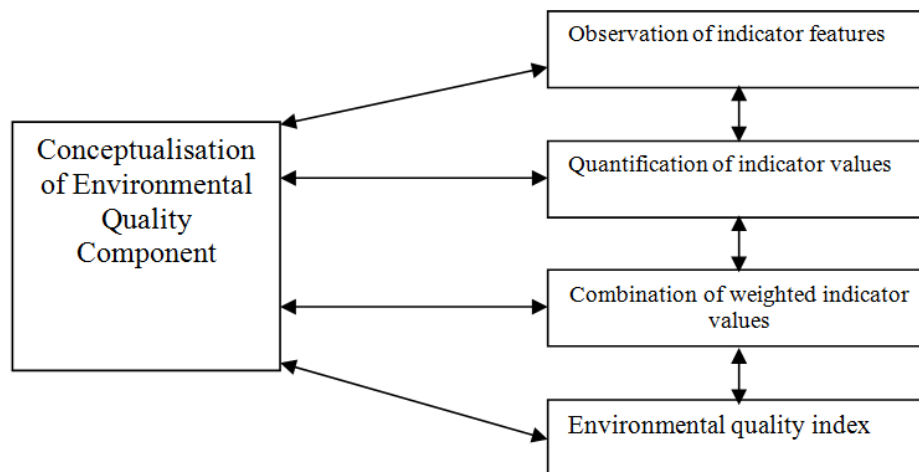 Conceptualisation
of Environmental
Quality
Component
Observation of indicator features
Quantification of indicator values
Combination of weighted indicator
values
Environmental quality index